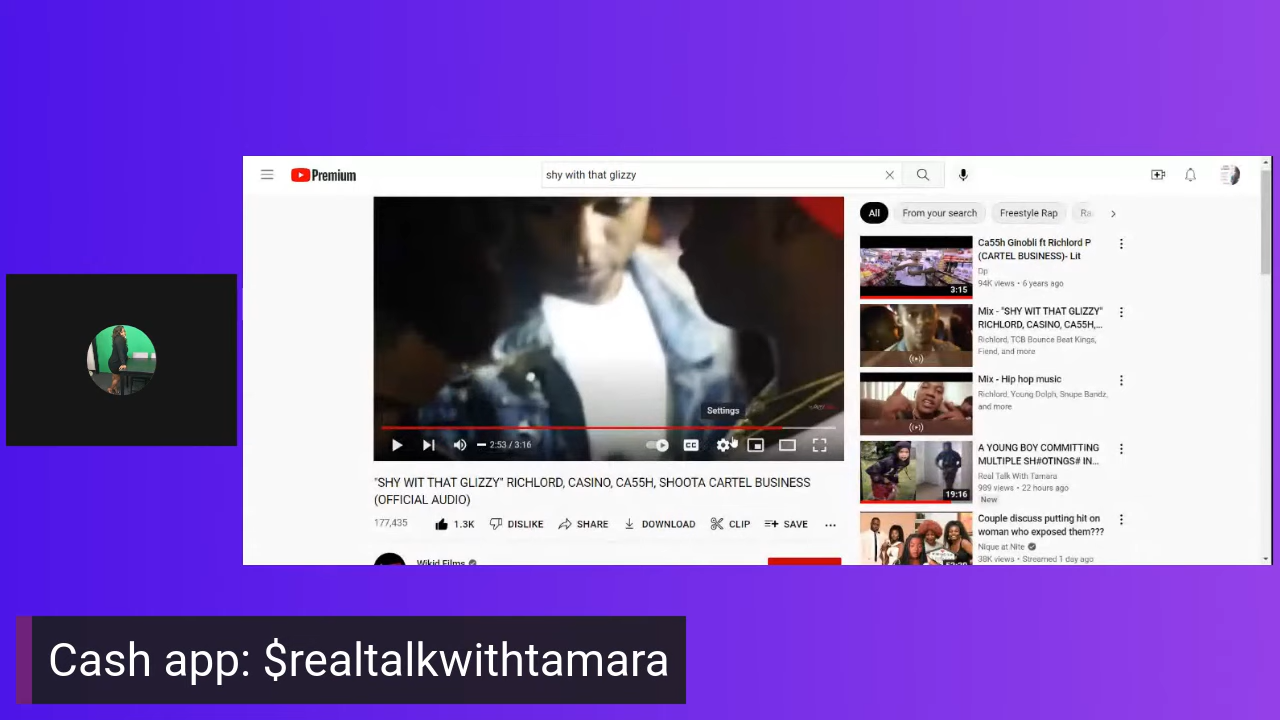 Premium
shy with that glizzy
All
From your search
Freestyle Rap
Settings
2:53 / 3:16
CC
"SHY WIT THAT GLIZZY" RICHLORD, CASINO, CA55H, SHOOTA CARTEL BUSINESS
(OFFICIAL AUDIO)
177,435
1.3K
DISLIKE
SHARE
DOWNLOAD
CLIP
SAVE
Wikid Films
Ca55h Ginobli ft Richlord P
(CARTEL BUSINESS)- Lit
Dp
94K views • 6 years ago
3:15
Mix - "SHY WIT THAT GLIZZY"
RICHLORD, CASINO, CA55H,...
Richlord, TCB Bounce Beat Kings,
Fiend, and more
Mix - Hip hop music
Richlord, Young Dolph, Snupe Bandz,
and more
A YOUNG BOY COMMITTING
MULTIPLE SH#OTINGS# IN...
Real Talk With Tamara
989 views • 22 hours ago
New
19:16
Couple discuss putting hit on
woman who exposed them???
Nique at Nite
38K views • Streamed 1 day ago
Cash app: $realtalkwithtamara